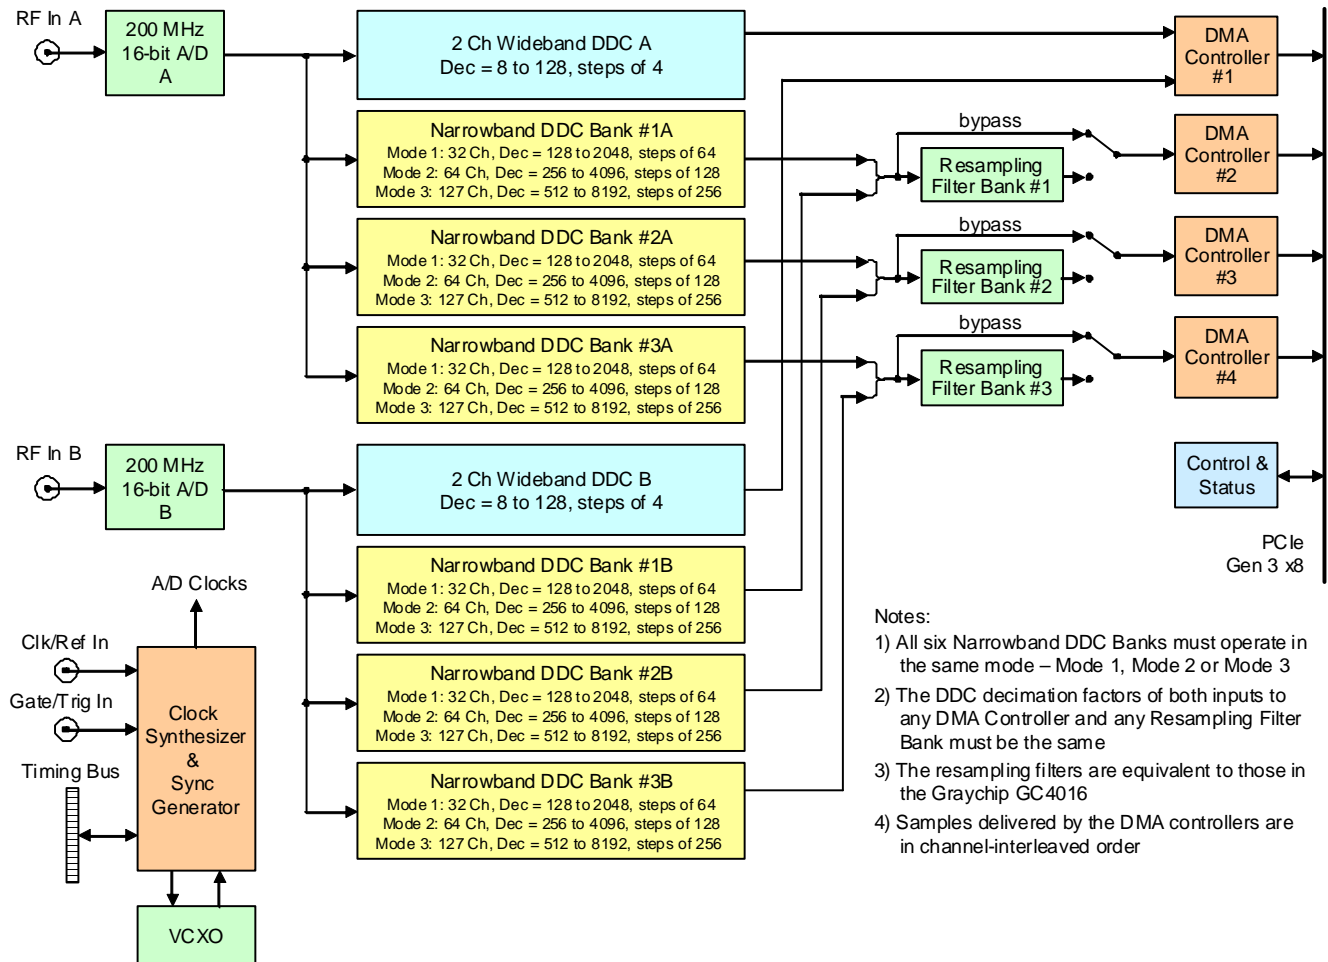 RF In A
200 MHz
16-bit A/D
A
2 Ch Wideband DDC A
Dec = 8 to 128, steps of 4
DMA
Controller
#1
Narrowband DDC Bank #1A
Mode 1: 32 Ch, Dec = 128 to 2048, steps of 64
Mode 2: 64 Ch, Dec = 256 to 4096, steps of 128
Mode 3: 127 Ch, Dec = 512 to 8192, steps of 256
bypass
Resampling
Filter Bank #1
DMA
Controller
#2
Narrowband DDC Bank #2A
Mode 1: 32 Ch, Dec = 128 to 2048, steps of 64
Mode 2: 64 Ch, Dec = 256 to 4096, steps of 128
Mode 3: 127 Ch, Dec = 512 to 8192, steps of 256
bypass
Resampling
Filter Bank #2
DMA
Controller
#3
Narrowband DDC Bank #3A
Mode 1: 32 Ch, Dec = 128 to 2048, steps of 64
Mode 2: 64 Ch, Dec = 256 to 4096, steps of 128
Mode 3: 127 Ch, Dec = 512 to 8192, steps of 256
bypass
Resampling
Filter Bank #3
DMA
Controller
#4
RF In B
200 MHz
16-bit A/D
B
2 Ch Wideband DDC B
Dec = 8 to 128, steps of 4
Control &
Status
PCIe
Gen 3 x8
Narrowband DDC Bank #1B
Mode 1: 32 Ch, Dec = 128 to 2048, steps of 64
Mode 2: 64 Ch, Dec = 256 to 4096, steps of 128
Mode 3: 127 Ch, Dec = 512 to 8192, steps of 256
Narrowband DDC Bank #2B
Mode 1: 32 Ch, Dec = 128 to 2048, steps of 64
Mode 2: 64 Ch, Dec = 256 to 4096, steps of 128
Mode 3: 127 Ch, Dec = 512 to 8192, steps of 256
Narrowband DDC Bank #3B
Mode 1: 32 Ch, Dec = 128 to 2048, steps of 64
Mode 2: 64 Ch, Dec = 256 to 4096, steps of 128
Mode 3: 127 Ch, Dec = 512 to 8192, steps of 256
A/D Clocks
Clk/Ref In
Gate/Trig In
Timing Bus
Clock
Synthesizer
&
Sync
Generator
VCXO
Notes:
1) All six Narrowband DDC Banks must operate in
the same mode – Mode 1, Mode 2 or Mode 3
2) The DDC decimation factors of both inputs to
any DMA Controller and any Resampling Filter
Bank must be the same
3) The resampling filters are equivalent to those in
the Graychip GC4016
4) Samples delivered by the DMA controllers are
in channel-interleaved order